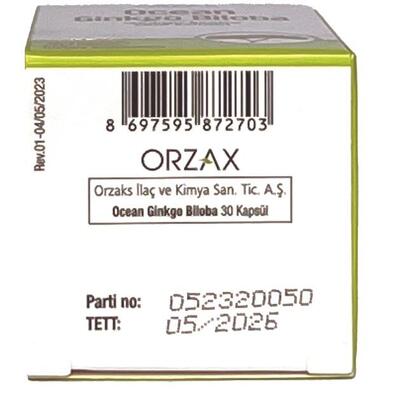 Ocean
Ginkgo Biloba
Rev.01-04/05/2023
8 697595 872703
ORZAX
Orzaks İlaç ve Kimya San. Tic. A.Ş.
Ocean Ginkgo Biloba 30 Kapsül
Parti no: 052320050
TETT: 05/2026